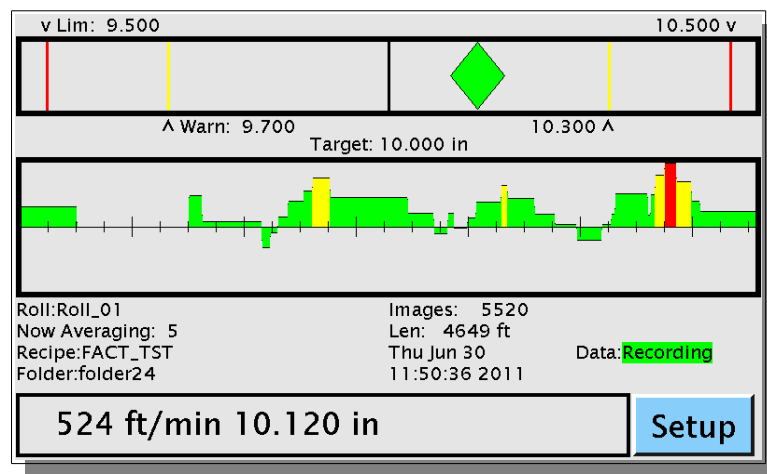 v Lim: 9.500 10.500 v
^ Warn: 9.700 10.300 ^
Target: 10.000 in
Roll:Roll_01 Images: 5520
Now Averaging: 5 Len: 4649 ft
Recipe:FACT_TST Thu Jun 30 Data:Recording
Folder:folder24 11:50:36 2011
524 ft/min 10.120 in Setup